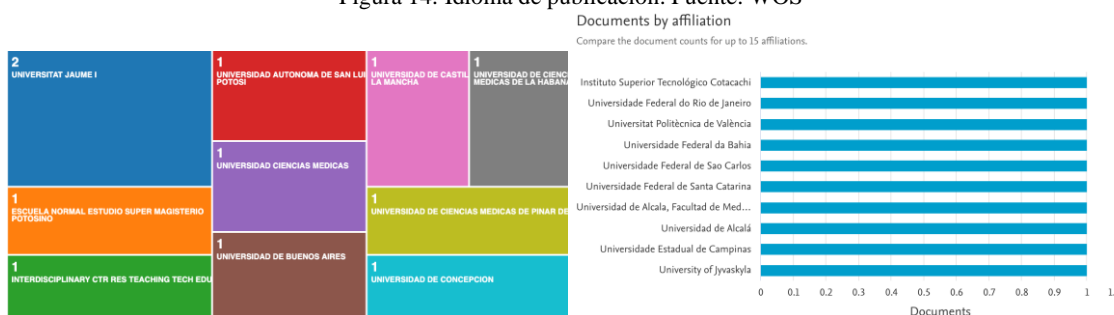 Figura 14. Idioma de publicación. Fuente: WOS
2
UNIVERSITAT JAUME I
1
UNIVERSIDAD AUTONOMA DE SAN LUI
POTOSI
1
UNIVERSIDAD DE CASTIL
LA MANCHA
1
UNIVERSIDAD DE CIENC
MEDICAS DE LA HABANA
1
UNIVERSIDAD CIENCIAS MEDICAS
1
ESCUELA NORMAL ESTUDIO SUPER MAGISTERIO
POTOSINO
1
UNIVERSIDAD DE CIENCIAS MEDICAS DE PINAR DE
1
UNIVERSIDAD DE BUENOS AIRES
1
INTERDISCIPLINARY CTR RES TEACHING TECH EDU
1
UNIVERSIDAD DE CONCEPCION
Documents by affiliation
Compare the document counts for up to 15 affiliations.
Instituto Superior Tecnológico Cotacachi
Universidade Federal do Rio de Janeiro
Universitat Politècnica de València
Universidade Federal da Bahia
Universidade Federal de Sao Carlos
Universidade Federal de Santa Catarina
Universidad de Alcala, Facultad de Med...
Universidad de Alcalá
Universidade Estadual de Campinas
University of Jyvaskyla
0 0.1 0.2 0.3 0.4 0.5 0.6 0.7 0.8 0.9 1 1.
Documents